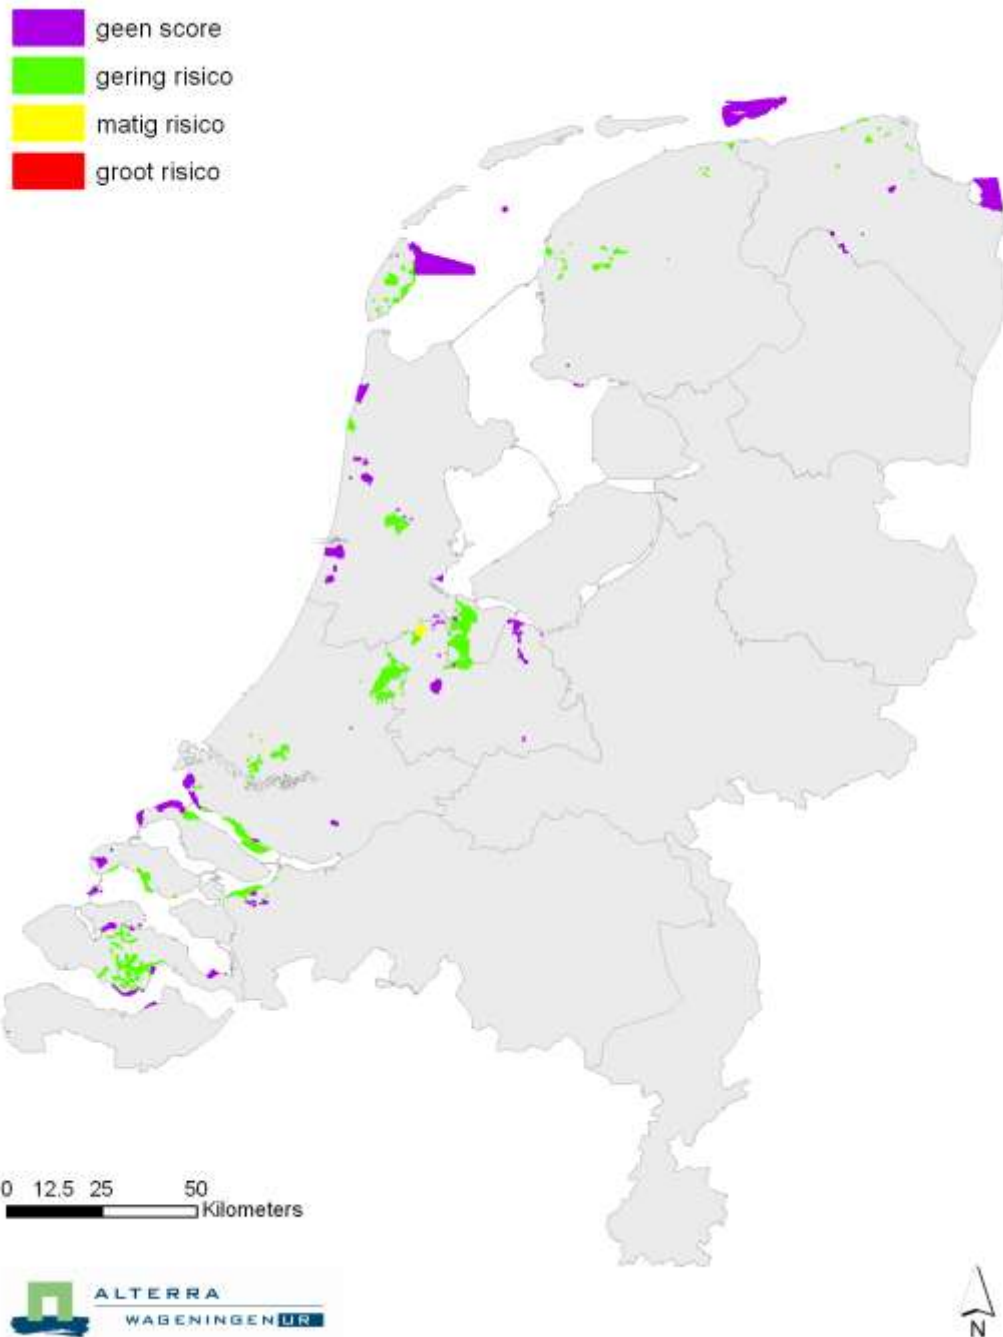 geen score
gering risico
matig risico
groot risico
0 12.5 25 50
Kilometers
ALTERRA
WAGENINGEN UR
N